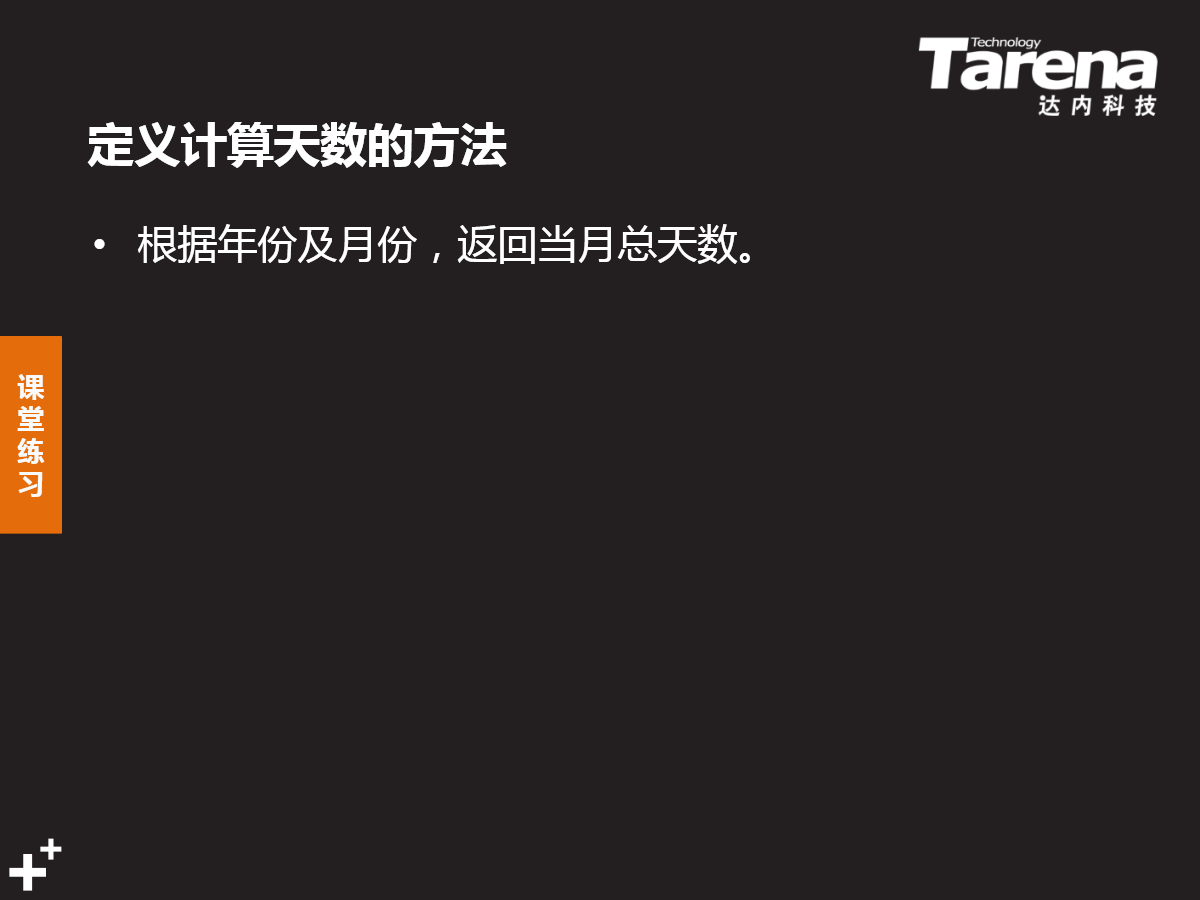 Technology
Tarena
达内科技
定义计算天数的方法
• 根据年份及月份，返回当月总天数。
课堂练习